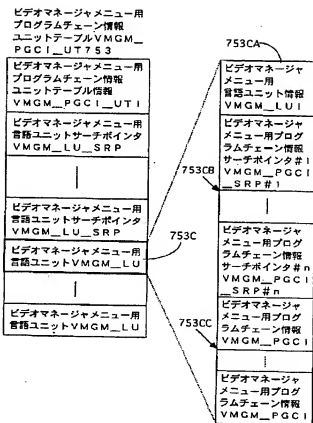 ビデオマネージャメニュー用
プログラムチェーン情報
ユニットテーブルVMGM__
PGCI_UT753
ビデオマネージャメニュー用
プログラムチェーン情報
ユニットテーブル情報
VMGM__PGCI__UTI
ビデオマネージャメニュー用
言語ユニットサーチポインタ
VMGM__LU__SRP
ビデオマネージャメニュー用
言語ユニットサーチポインタ
VMGM__LU__SRP
ビデオマネージャメニュー用
言語ユニットVMGM__LU
ビデオマネージャメニュー用
言語ユニットVMGM__LU
753C
753CA
ビデオマネージャ
メニュー用
言語ユニット情報
VMGM__LUI
ビデオマネージャ
メニュー用プログ
ラムチェーン情報
サーチポインタ#1
VMGM__PGCI
__SRP#1
753CB
ビデオマネージャ
メニュー用プログ
ラムチェーン情報
サーチポインタ#n
VMGM__PGCI
__SRP#n
753CC
ビデオマネージャ
メニュー用プログ
ラムチェーン情報
VMGM__PGCI
ビデオマネージャ
メニュー用プログ
ラムチェーン情報
VMGM__PGCI